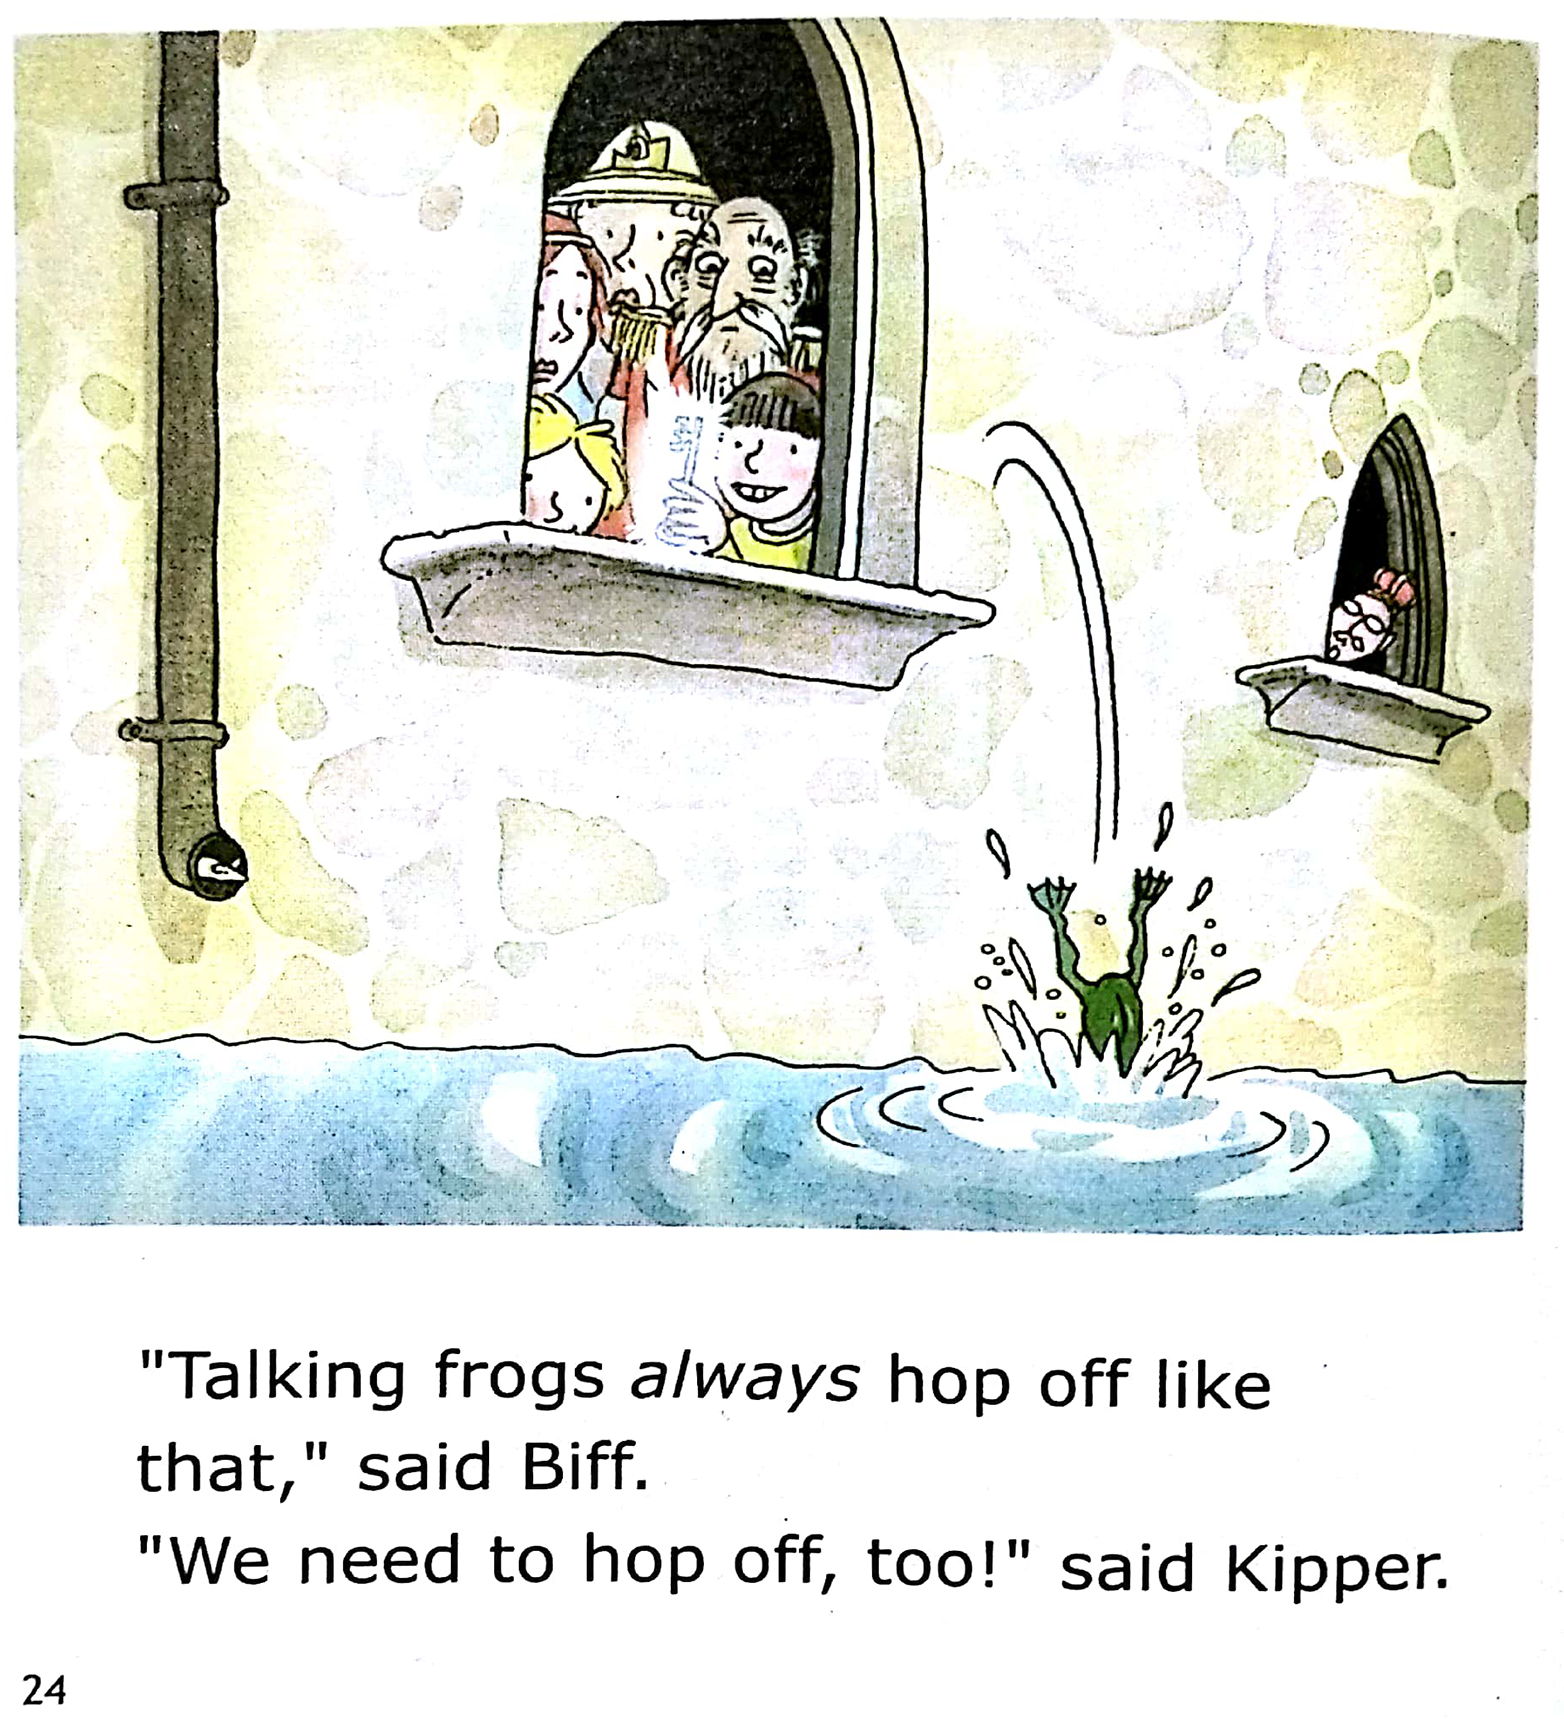 "Talking frogs always hop off like
that," said Biff.
"We need to hop off, too!" said Kipper.
24